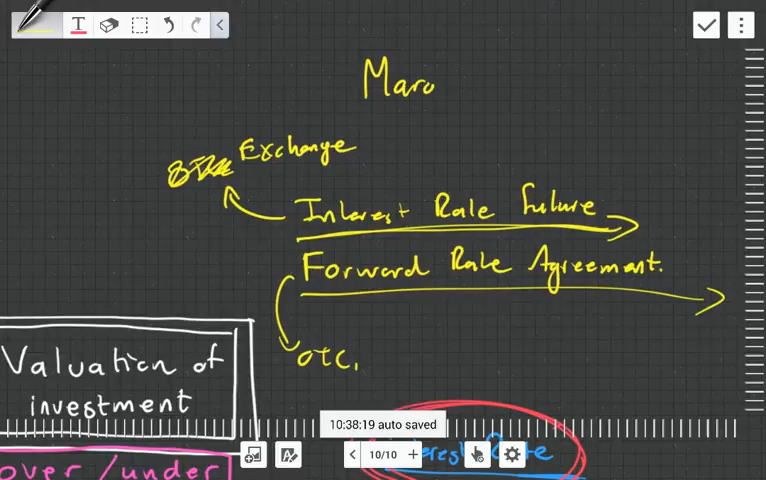 T
Maro
Exchange
Interest Rate Future
Forward Rate Agreement.
OTC,
Valuation of
investment
10:38:19 auto saved
10/10
Rate
over/under